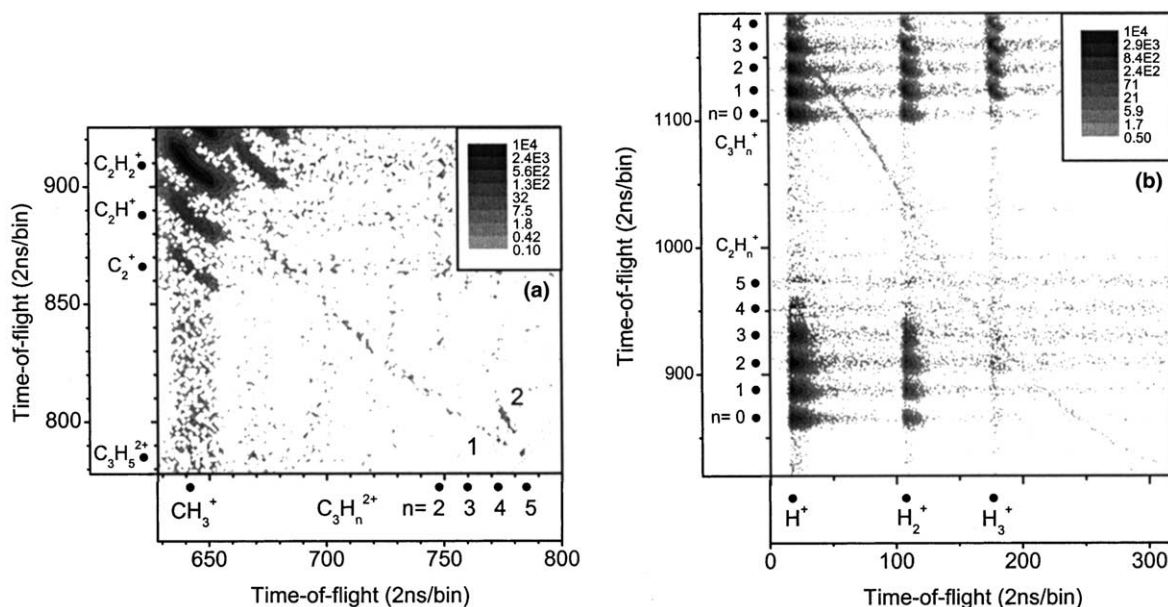 C₂H₂⁺
C₂H⁺
C₂⁺
C₃H₅²⁺
900
850
800
Time-of-flight (2ns/bin)
1E4
2.4E3
5.6E2
1.3E2
32
7.5
1.8
0.42
0.10
(a)
1
2
CH₃⁺
C₃Hₙ²⁺
n= 2 3 4 5
650 700 750 800
Time-of-flight (2ns/bin)
4
3
2
1
n= 0
C₃Hₙ⁺
C₂Hₙ⁺
5
4
3
2
1
n= 0
1100
1000
900
Time-of-flight (2ns/bin)
1E4
2.9E3
8.4E2
2.4E2
71
21
5.9
1.7
0.50
(b)
H⁺ H₂⁺ H₃⁺
0 100 200 300
Time-of-flight (2ns/bin)